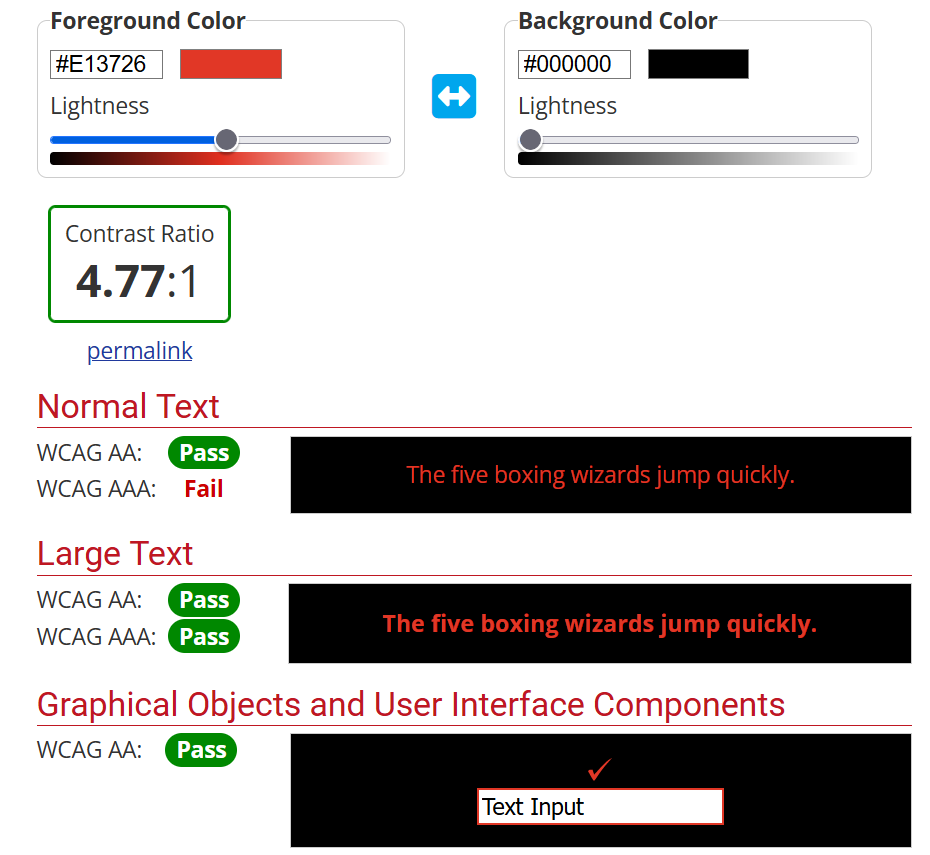 Foreground Color
#E13726
Lightness
Background Color
#000000
Lightness
Contrast Ratio
4.77:1
permalink
Normal Text
WCAG AA: Pass
WCAG AAA: Fail
The five boxing wizards jump quickly.
Large Text
WCAG AA: Pass
WCAG AAA: Pass
The five boxing wizards jump quickly.
Graphical Objects and User Interface Components
WCAG AA: Pass
✓
Text Input